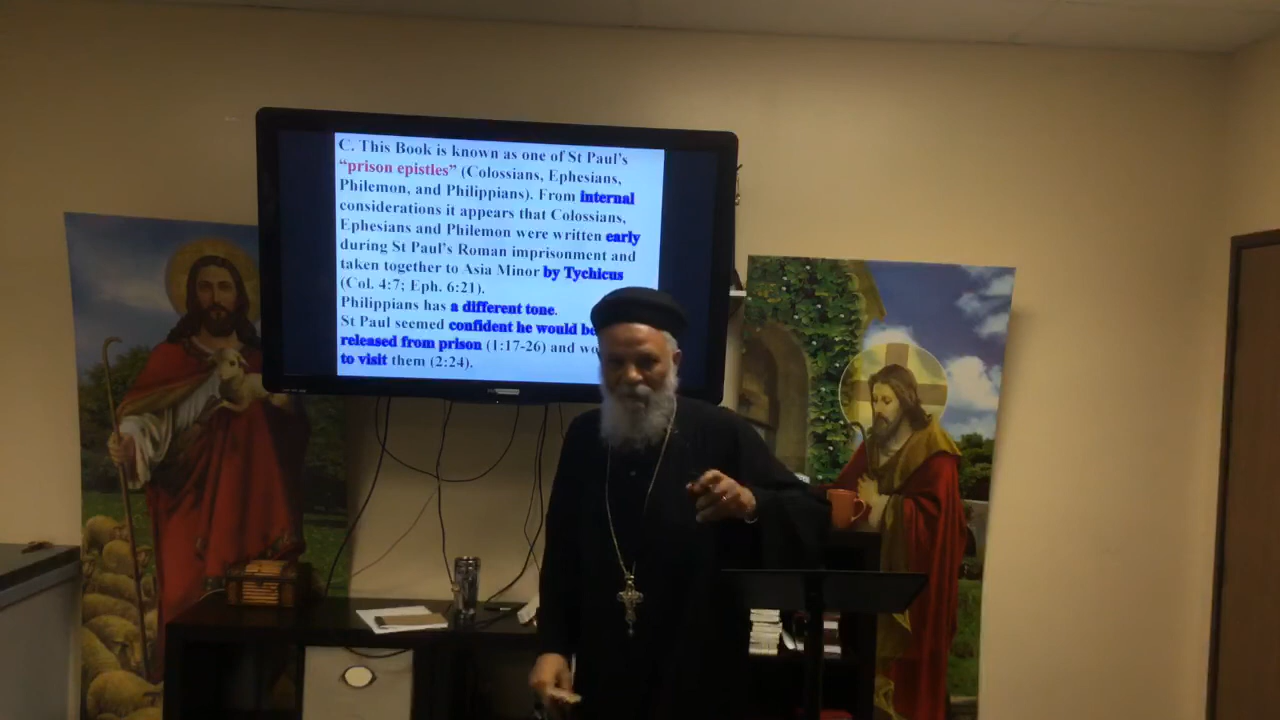 C. This Book is known as one of St Paul's
“prison epistles” (Colossians, Ephesians,
Philemon, and Philippians). From internal
considerations it appears that Colossians,
Ephesians and Philemon were written early
during St Paul's Roman imprisonment and
taken together to Asia Minor by Tychicus
(Col. 4:7; Eph. 6:21).
Philippians has a different tone.
St Paul seemed confident he would be
released from prison (1:17-26) and
to visit them (2:24).